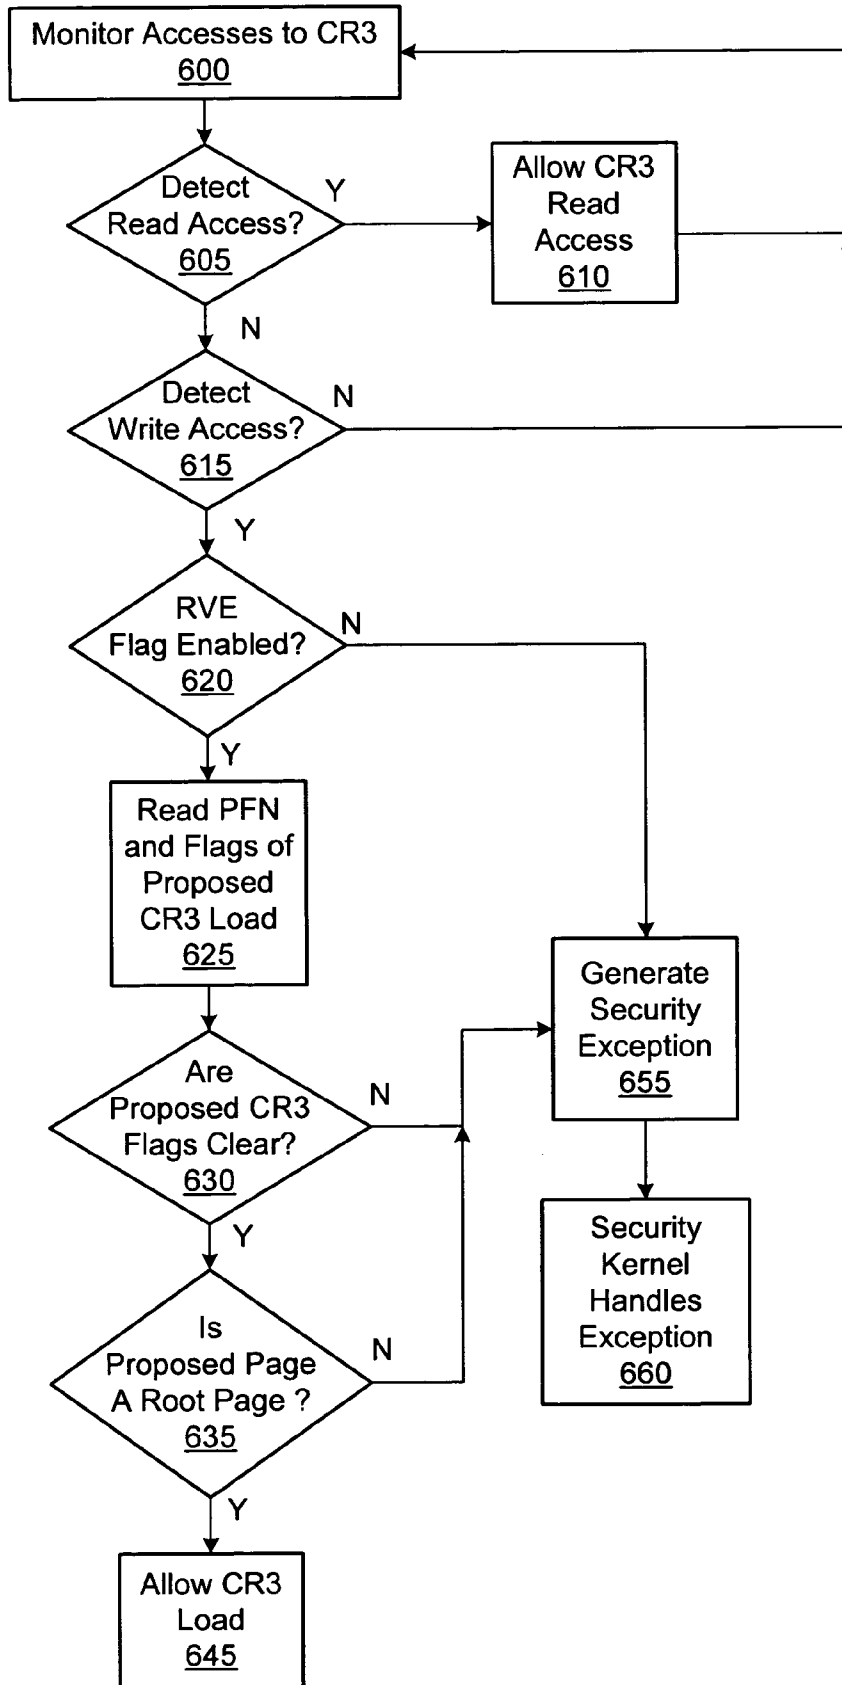 Monitor Accesses to CR3
600
Detect
Read Access?
605
Y
Allow CR3
Read
Access
610
N
Detect
Write Access?
615
N
Y
RVE
Flag Enabled?
620
N
Y
Read PFN
and Flags of
Proposed
CR3 Load
625
Generate
Security
Exception
655
Are
Proposed CR3
Flags Clear?
630
N
Y
Security
Kernel
Handles
Exception
660
Is
Proposed Page
A Root Page ?
635
N
Y
Allow CR3
Load
645